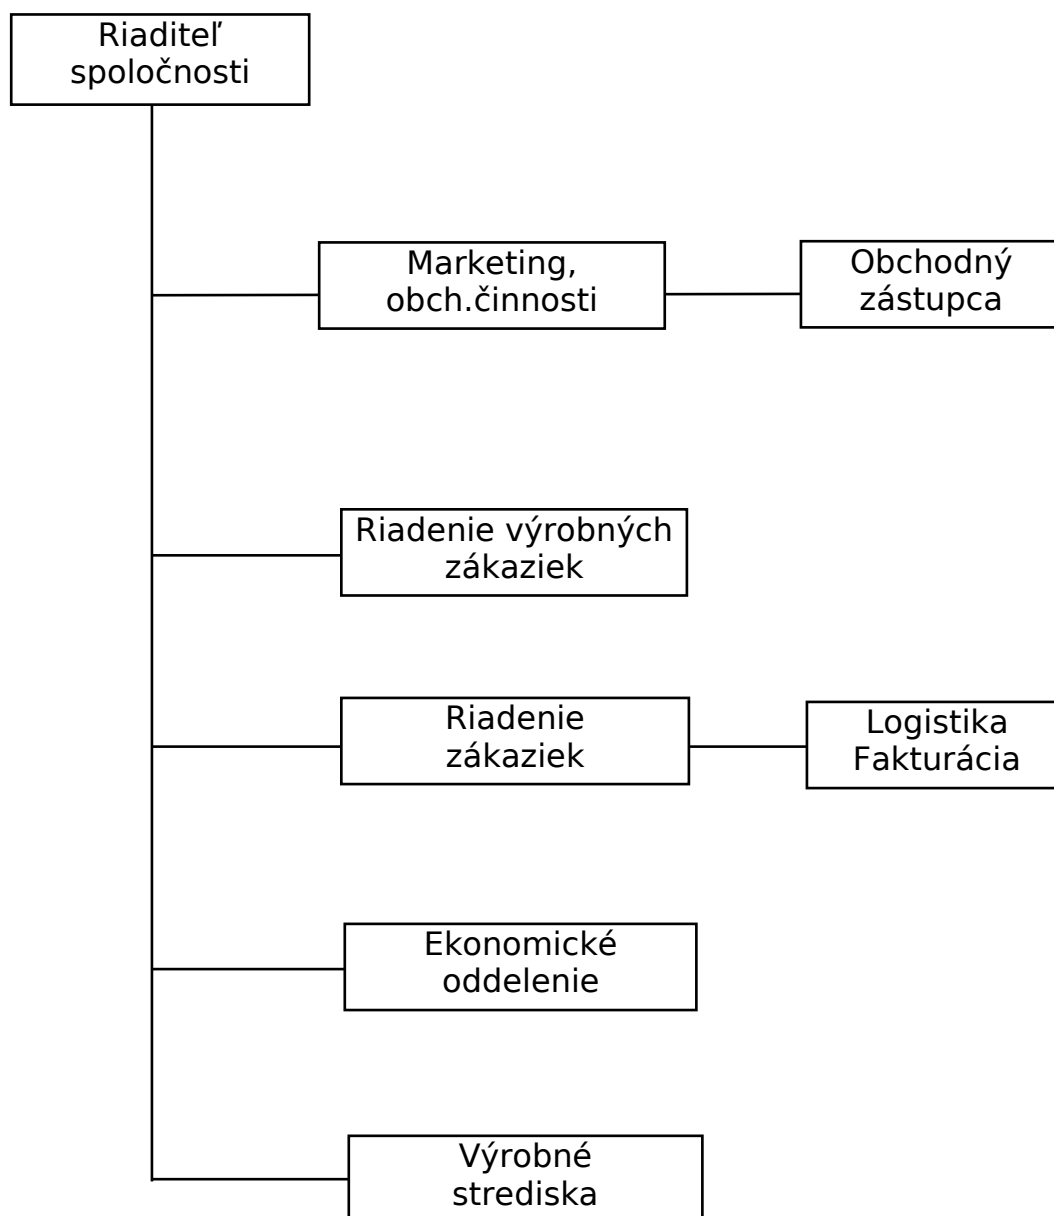 Riaditeľ
spoločnosti
Marketing,
obch.činnosti
Obchodný
zástupca
Riadenie výrobných
zákaziek
Riadenie
zákaziek
Logistika
Fakturácia
Ekonomické
oddelenie
Výrobné
strediska